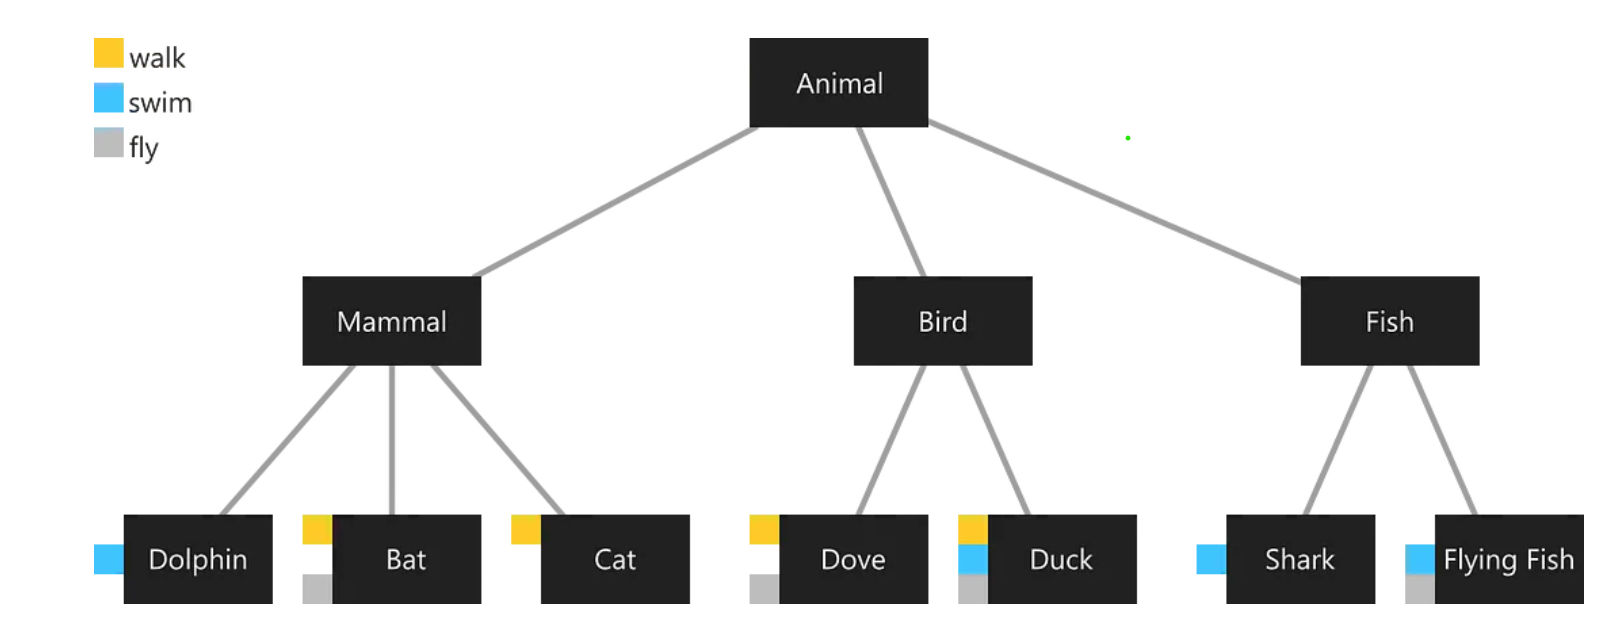 walk
swim
fly
Animal
Mammal
Bird
Fish
Dolphin
Bat
Cat
Dove
Duck
Shark
Flying Fish